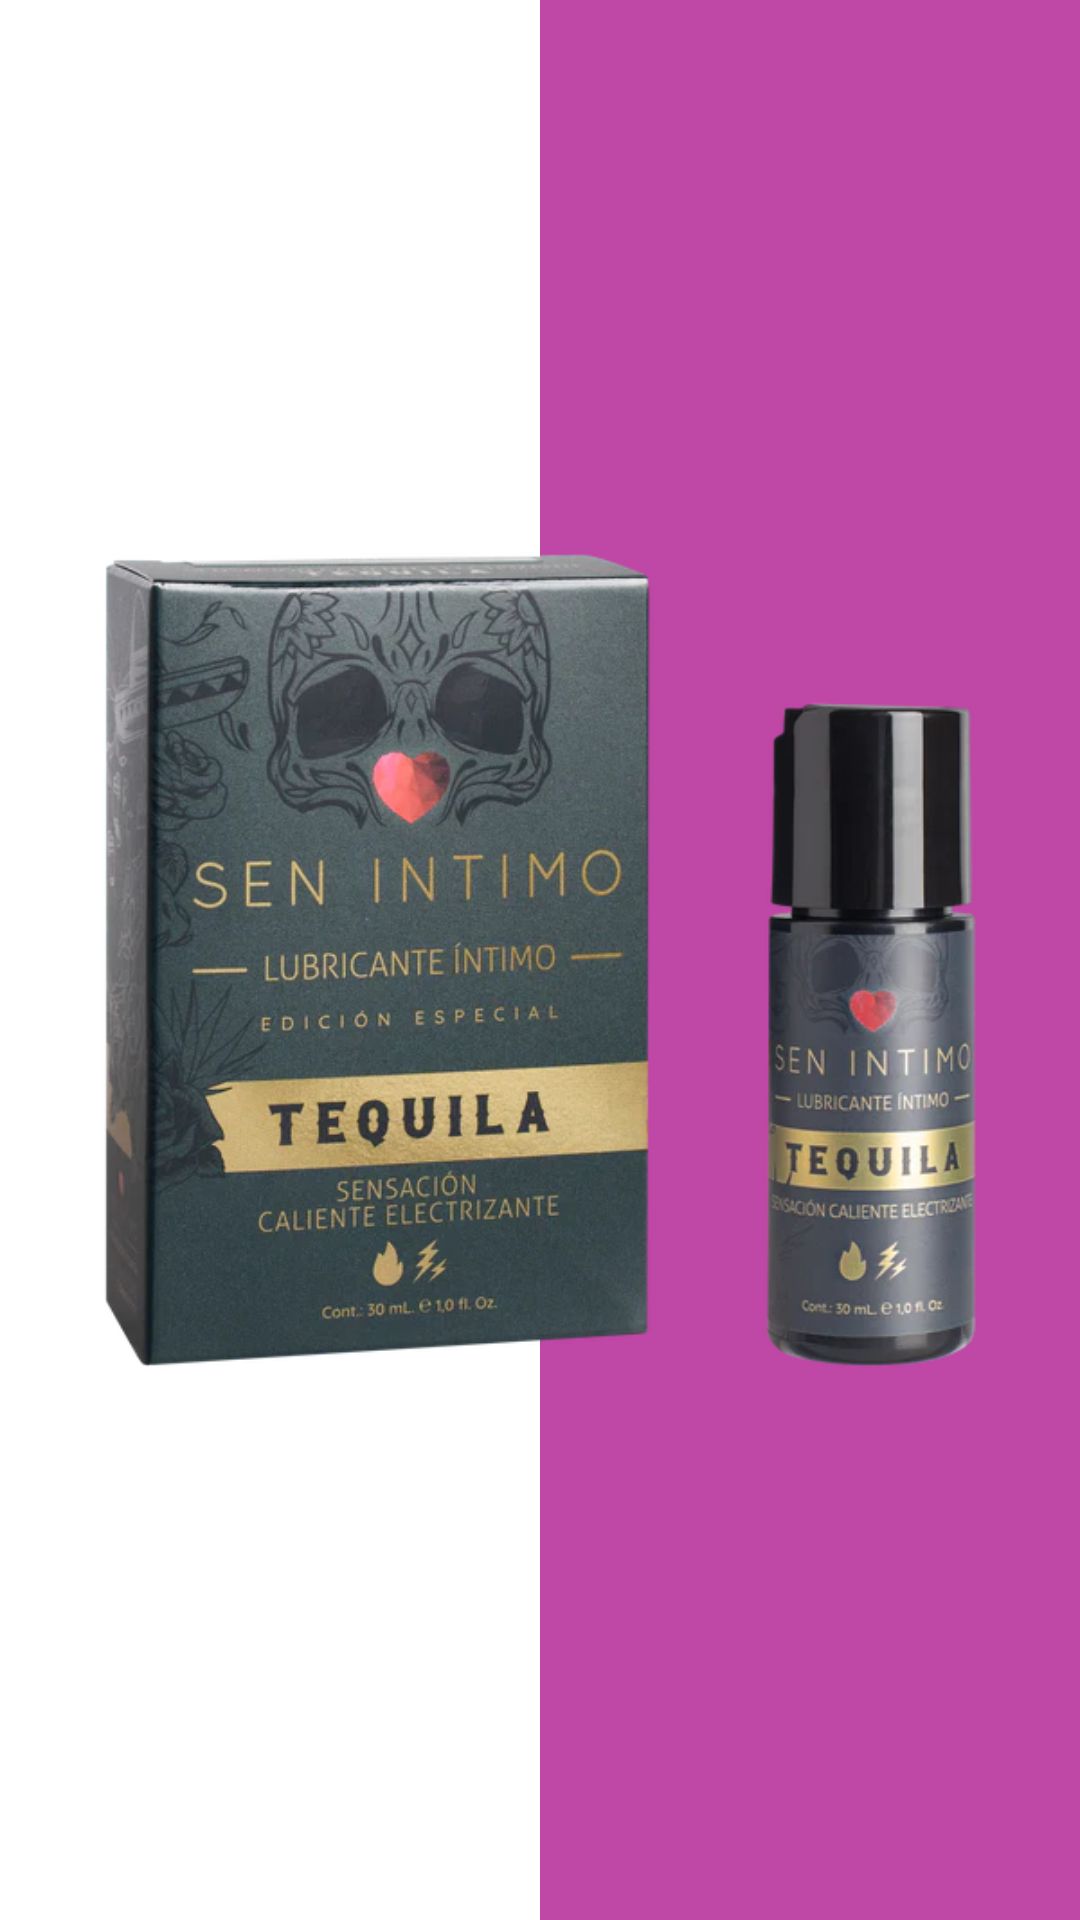 TEQUILA
SEN INTIMO
LUBRICANTE ÍNTIMO
EDICIÓN ESPECIAL
TEQUILA
SENSACIÓN
CALIENTE ELECTRIZANTE
Cont.: 30 mL. ℮ 1,0 fl. Oz.
SEN INTIMO
LUBRICANTE ÍNTIMO
TEQUILA
SENSACIÓN CALIENTE ELECTRIZANTE
Cont.: 30 mL. ℮ 1,0 fl. Oz.